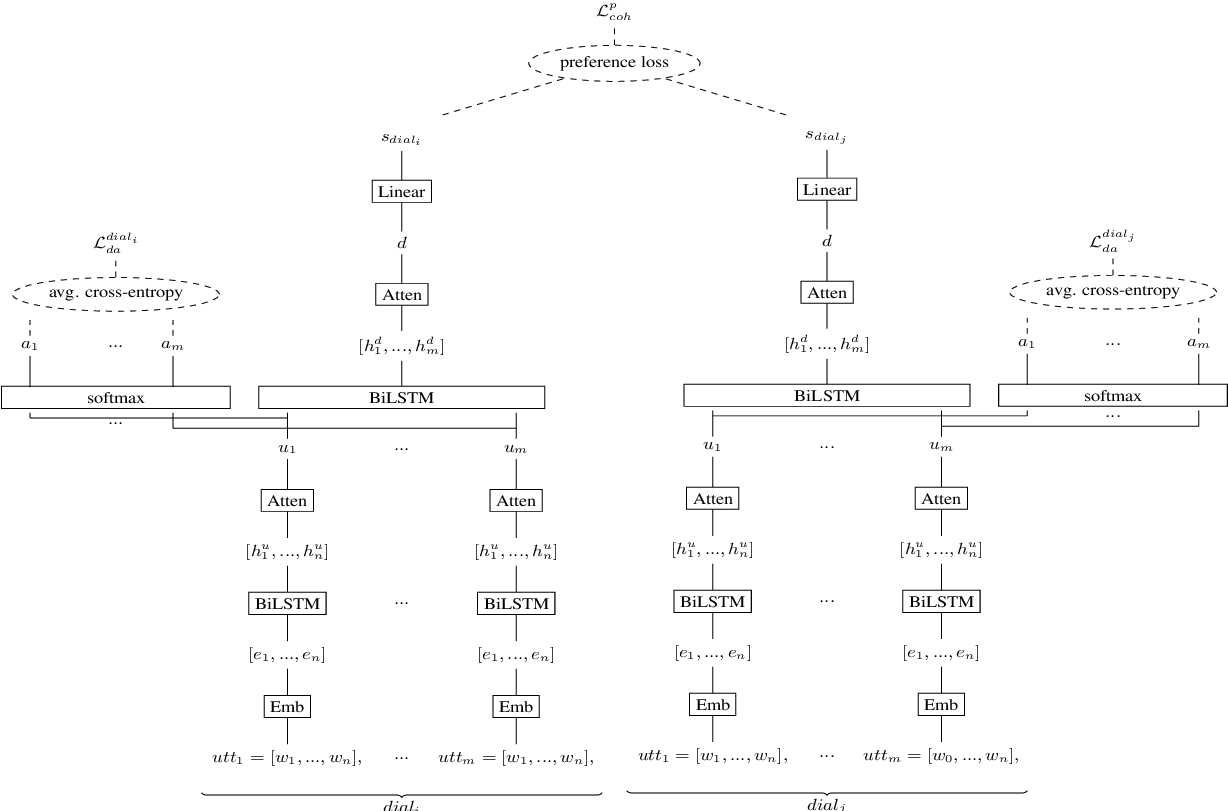 ℒ^p_{coh}
preference loss
s_{dial_i} s_{dial_j}
Linear Linear
ℒ^{dial_i}_{da} d d ℒ^{dial_j}_{da}
avg. cross-entropy Atten Atten avg. cross-entropy
a_1 ... a_m [h^d_1, ..., h^d_m] [h^d_1, ..., h^d_m] a_1 ... a_m
softmax BiLSTM BiLSTM softmax
... ...
u_1 ... u_m u_1 ... u_m
Atten Atten Atten Atten
[h^u_1, ..., h^u_n] [h^u_1, ..., h^u_n] [h^u_1, ..., h^u_n] [h^u_1, ..., h^u_n]
BiLSTM ... BiLSTM BiLSTM ... BiLSTM
[e_1, ..., e_n] [e_1, ..., e_n] [e_1, ..., e_n] [e_1, ..., e_n]
Emb Emb Emb Emb
utt_1 = [w_1, ..., w_n], ... utt_m = [w_1, ..., w_n], utt_1 = [w_1, ..., w_n], ... utt_m = [w_0, ..., w_n],
dial_i dial_j